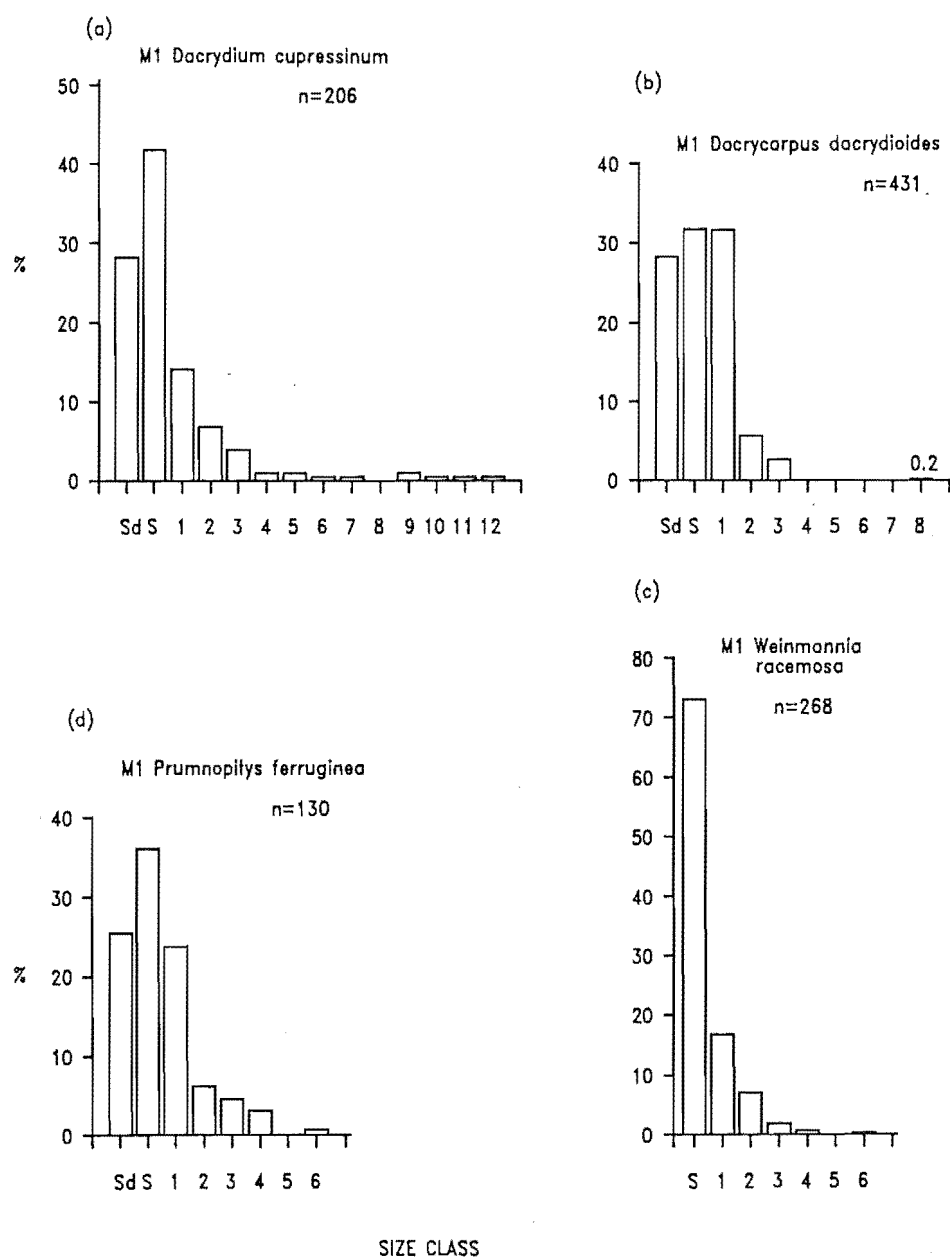 (a)
M1 Dacrydium cupressinum
n=206
50
40
30
20
10
0
%
Sd S 1 2 3 4 5 6 7 8 9 10 11 12
(b)
M1 Dacrycarpus dacrydioides
n=431
40
30
20
10
0
0.2
Sd S 1 2 3 4 5 6 7 8
(c)
M1 Weinmannia
racemosa
n=268
80
70
60
50
40
30
20
10
0
S 1 2 3 4 5 6
(d)
M1 Prumnopitys ferruginea
n=130
40
30
20
10
0
%
Sd S 1 2 3 4 5 6
SIZE CLASS